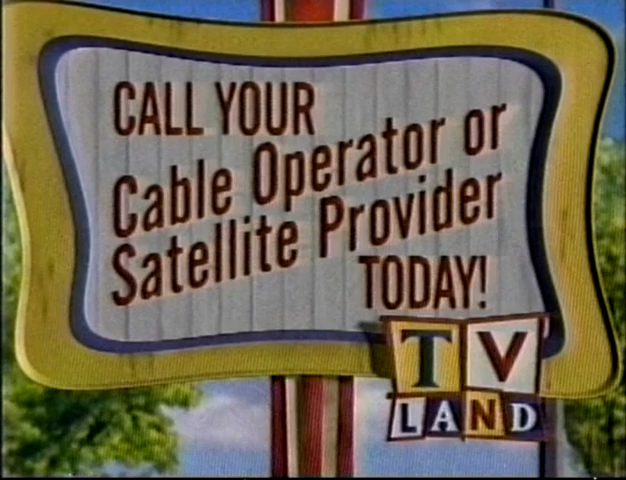 CALL YOUR
Cable Operator or
Satellite Provider
TODAY!
TV
LAND